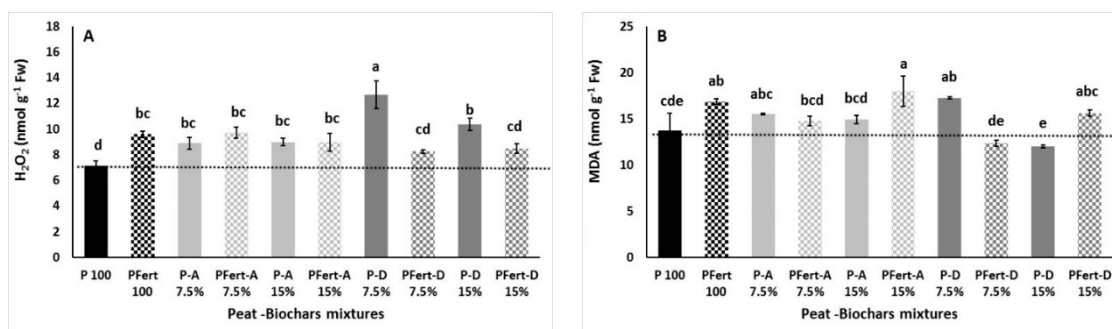 A
H₂O₂ (nmol g⁻¹ Fw)
18
16
14
12
10
8
6
4
2
0
d
bc
bc
bc
bc
bc
a
cd
b
cd
P 100
PFert 100
P-A 7.5%
PFert-A 7.5%
P-A 15%
PFert-A 15%
P-D 7.5%
PFert-D 7.5%
P-D 15%
PFert-D 15%
Peat -Biochars mixtures
B
MDA (nmol g⁻¹ Fw)
25
20
15
10
5
0
cde
ab
abc
bcd
bcd
a
ab
de
e
abc
P 100
PFert 100
P-A 7.5%
PFert-A 7.5%
P-A 15%
PFert-A 15%
P-D 7.5%
PFert-D 7.5%
P-D 15%
PFert-D 15%
Peat -Biochars mixtures